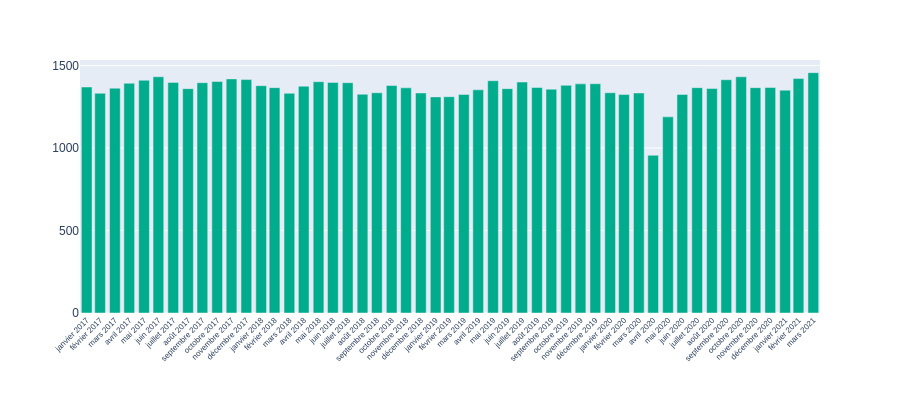 1500
1000
500
0
janvier 2017
février 2017
mars 2017
avril 2017
mai 2017
juin 2017
juillet 2017
août 2017
septembre 2017
octobre 2017
novembre 2017
décembre 2017
janvier 2018
février 2018
mars 2018
avril 2018
mai 2018
juin 2018
juillet 2018
août 2018
septembre 2018
octobre 2018
novembre 2018
décembre 2018
janvier 2019
février 2019
mars 2019
avril 2019
mai 2019
juin 2019
juillet 2019
août 2019
septembre 2019
octobre 2019
novembre 2019
décembre 2019
janvier 2020
février 2020
mars 2020
avril 2020
mai 2020
juin 2020
juillet 2020
août 2020
septembre 2020
octobre 2020
novembre 2020
décembre 2020
janvier 2021
février 2021
mars 2021